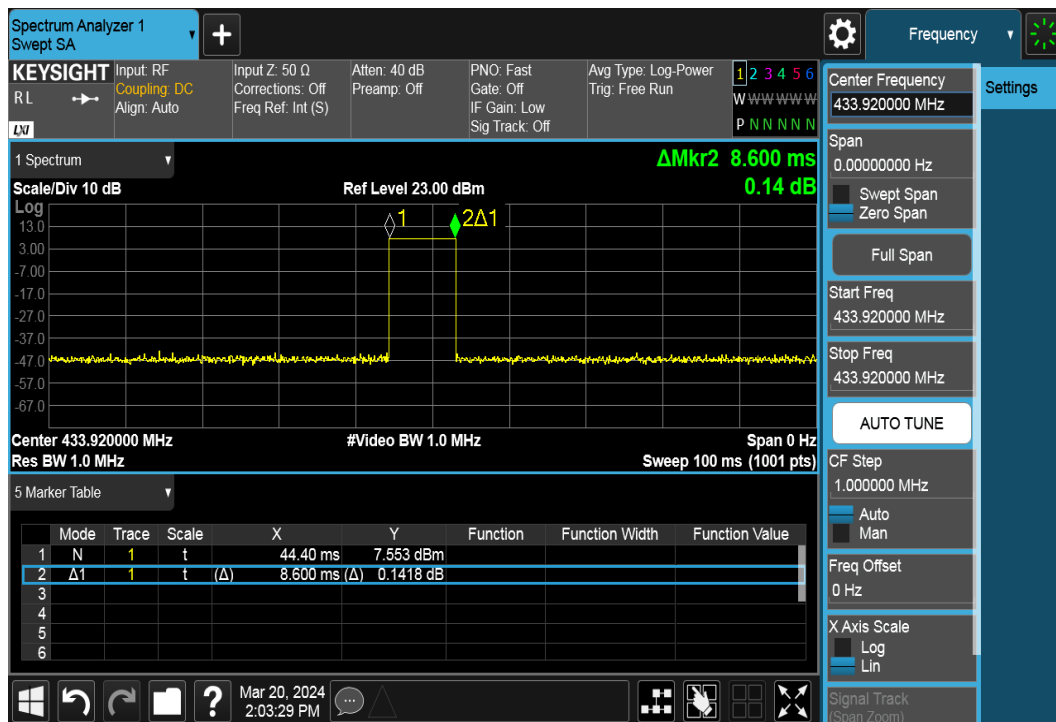 Spectrum Analyzer 1
Swept SA
+
Frequency
KEYSIGHT
RL
LXI
Input: RF
Coupling: DC
Align: Auto
Input Z: 50 Ω
Corrections: Off
Freq Ref: Int (S)
Atten: 40 dB
Preamp: Off
PNO: Fast
Gate: Off
IF Gain: Low
Sig Track: Off
Avg Type: Log-Power
Trig: Free Run
1 2 3 4 5 6
W W W W W W
P N N N N N
1 Spectrum
ΔMkr2 8.600 ms
0.14 dB
Scale/Div 10 dB
Ref Level 23.00 dBm
Log
1
2Δ1
13.0
3.00
-7.00
-17.0
-27.0
-37.0
-47.0
-57.0
-67.0
Center 433.920000 MHz
#Video BW 1.0 MHz
Span 0 Hz
Res BW 1.0 MHz
Sweep 100 ms (1001 pts)
5 Marker Table
Mode Trace Scale X Y Function Function Width Function Value
1 N 1 t 44.40 ms 7.553 dBm
2 Δ1 1 t (Δ) 8.600 ms (Δ) 0.1418 dB
3
4
5
6
?
Mar 20, 2024
2:03:29 PM
Center Frequency
433.920000 MHz
Settings
Span
0.00000000 Hz
Swept Span
Zero Span
Full Span
Start Freq
433.920000 MHz
Stop Freq
433.920000 MHz
AUTO TUNE
CF Step
1.000000 MHz
Auto
Man
Freq Offset
0 Hz
X Axis Scale
Log
Lin
Signal Track
(Span Zoom)